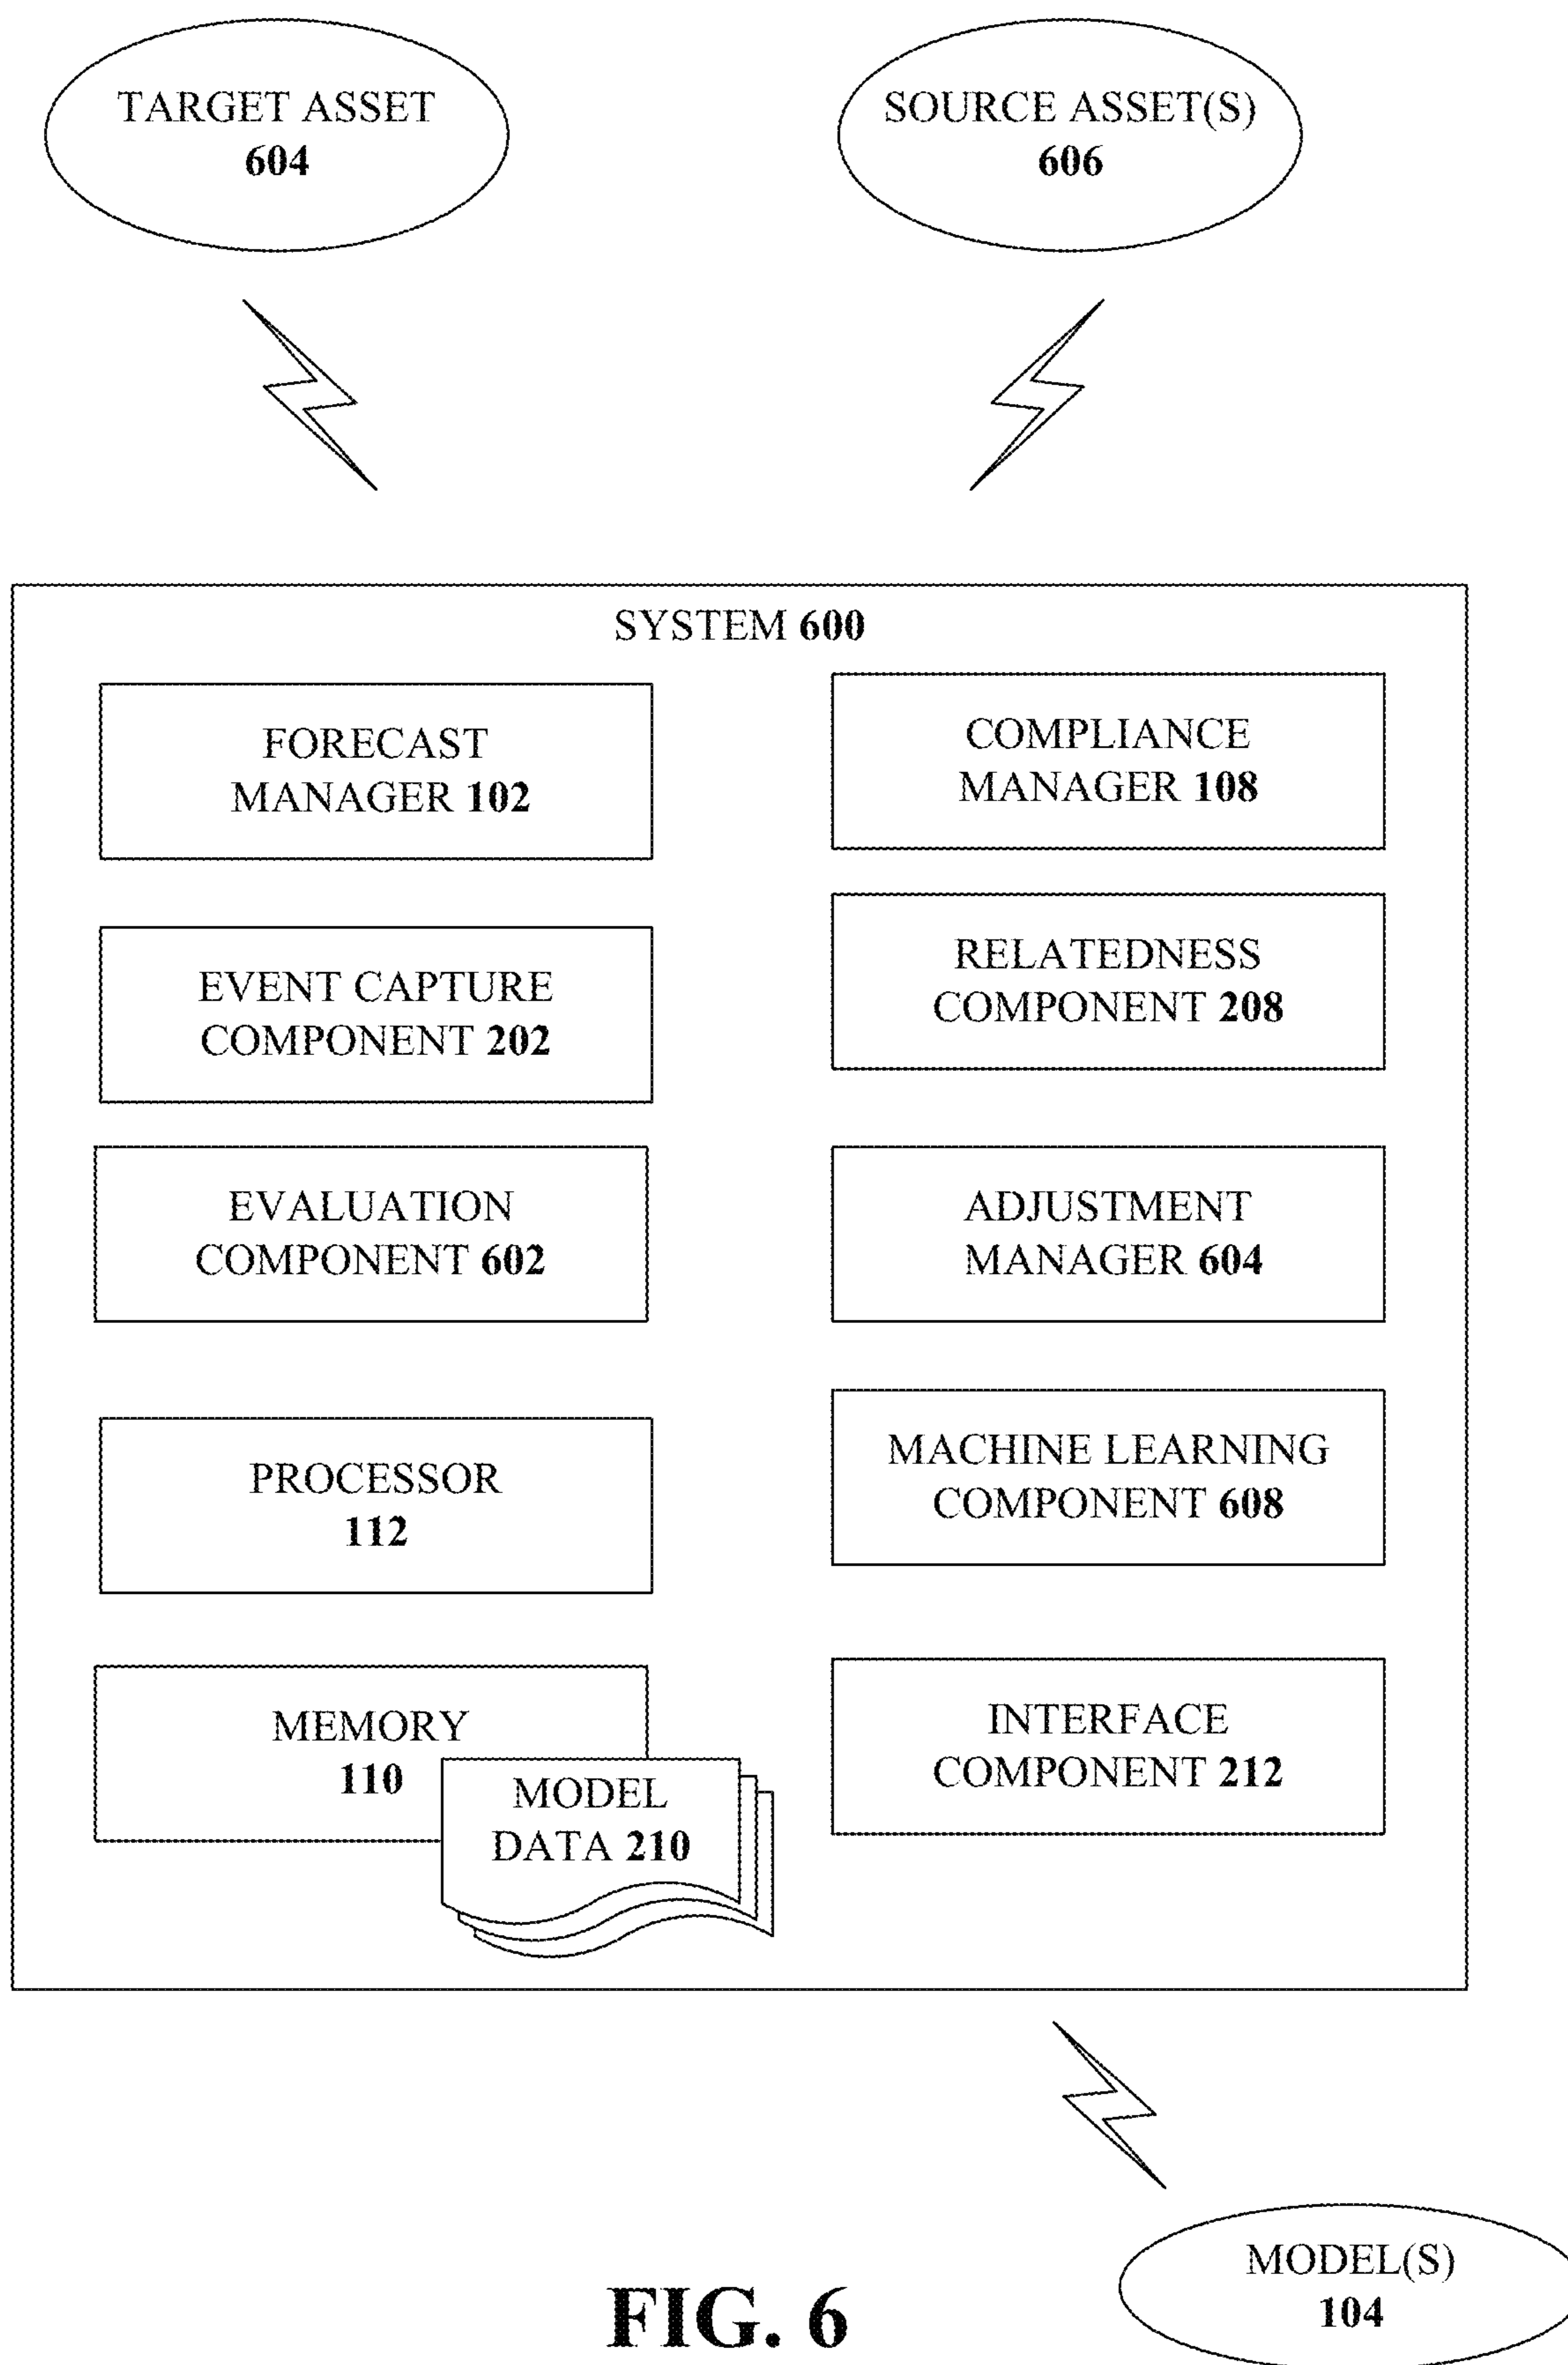 TARGET ASSET
604
SOURCE ASSET(S)
606
SYSTEM 600
FORECAST
MANAGER 102
COMPLIANCE
MANAGER 108
EVENT CAPTURE
COMPONENT 202
RELATEDNESS
COMPONENT 208
EVALUATION
COMPONENT 602
ADJUSTMENT
MANAGER 604
PROCESSOR
112
MACHINE LEARNING
COMPONENT 608
MEMORY
110
MODEL
DATA 210
INTERFACE
COMPONENT 212
MODEL(S)
104
FIG. 6